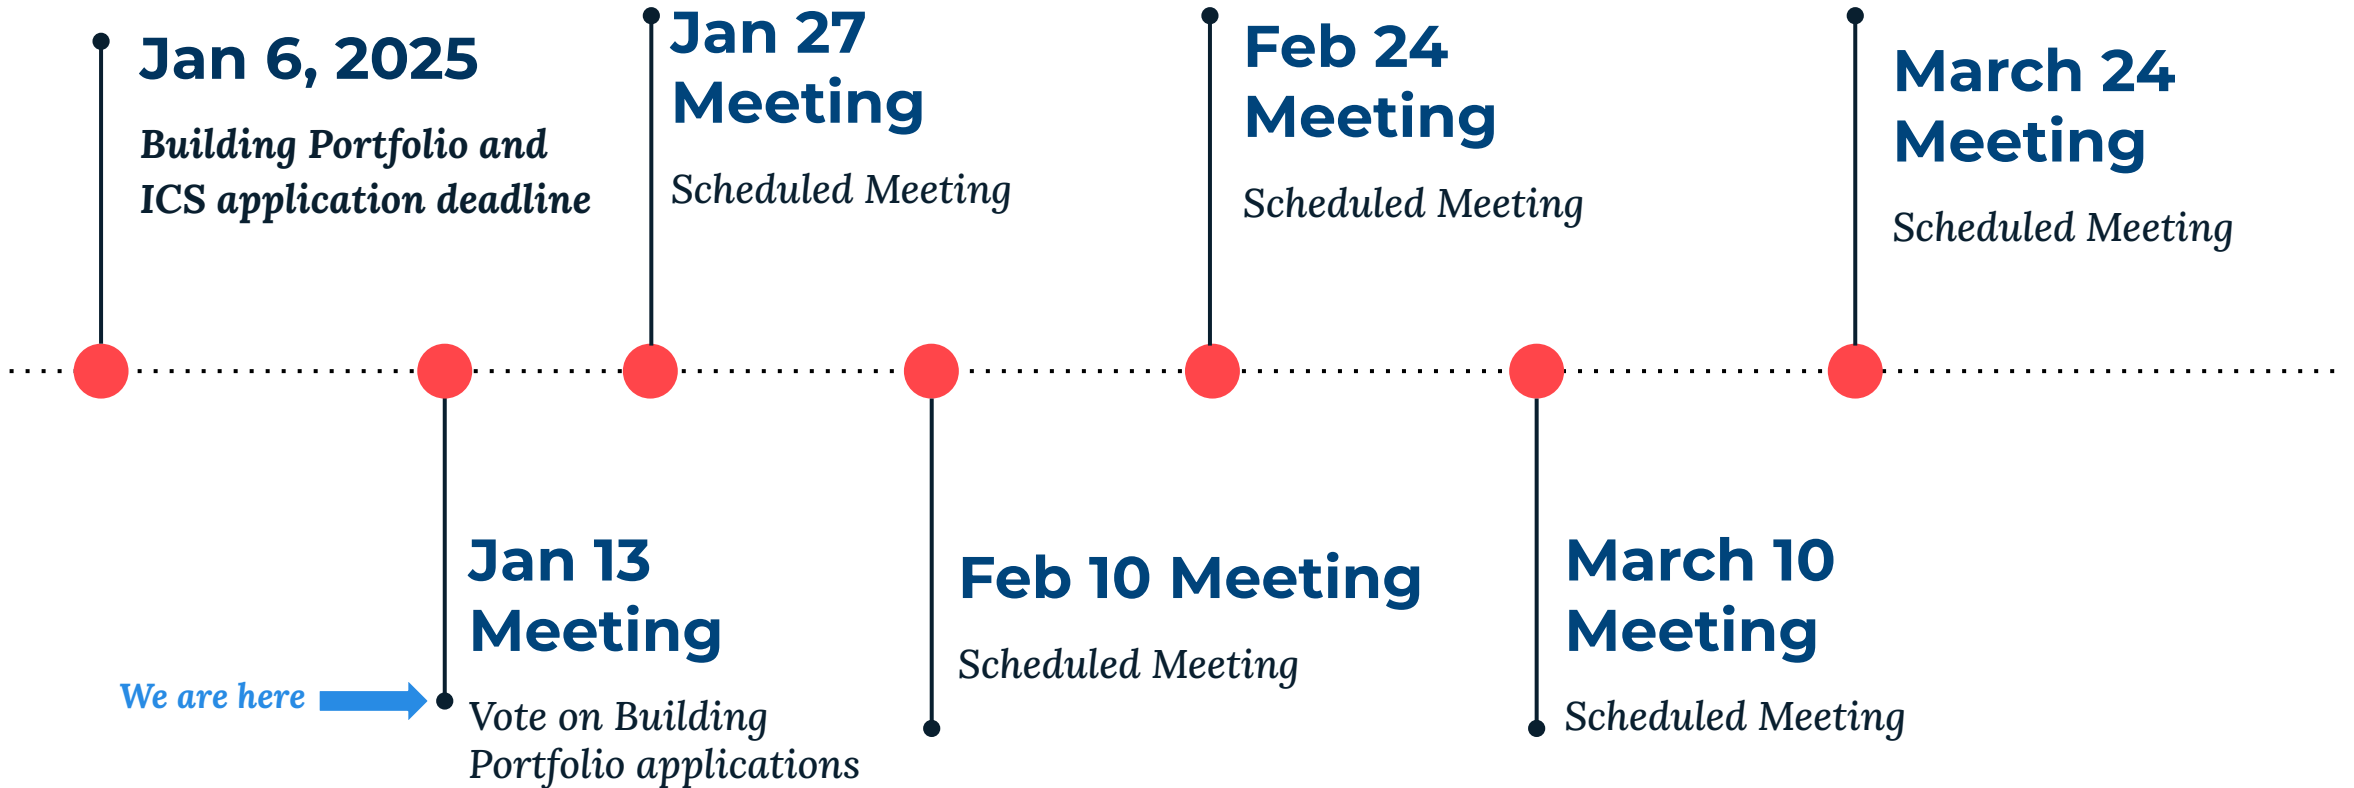 Jan 6, 2025
Building Portfolio and
ICS application deadline
Jan 27
Meeting
Scheduled Meeting
Feb 24
Meeting
Scheduled Meeting
March 24
Meeting
Scheduled Meeting
We are here
Jan 13
Meeting
Vote on Building
Portfolio applications
Feb 10 Meeting
Scheduled Meeting
March 10
Meeting
Scheduled Meeting